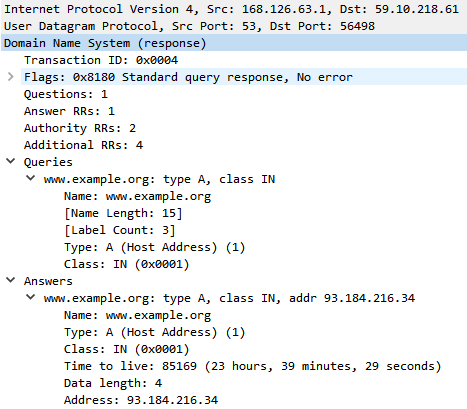 Internet Protocol Version 4, Src: 168.126.63.1, Dst: 59.10.218.61
User Datagram Protocol, Src Port: 53, Dst Port: 56498
Domain Name System (response)
Transaction ID: 0x0004
Flags: 0x8180 Standard query response, No error
Questions: 1
Answer RRs: 1
Authority RRs: 2
Additional RRs: 4
Queries
www.example.org: type A, class IN
Name: www.example.org
[Name Length: 15]
[Label Count: 3]
Type: A (Host Address) (1)
Class: IN (0x0001)
Answers
www.example.org: type A, class IN, addr 93.184.216.34
Name: www.example.org
Type: A (Host Address) (1)
Class: IN (0x0001)
Time to live: 85169 (23 hours, 39 minutes, 29 seconds)
Data length: 4
Address: 93.184.216.34